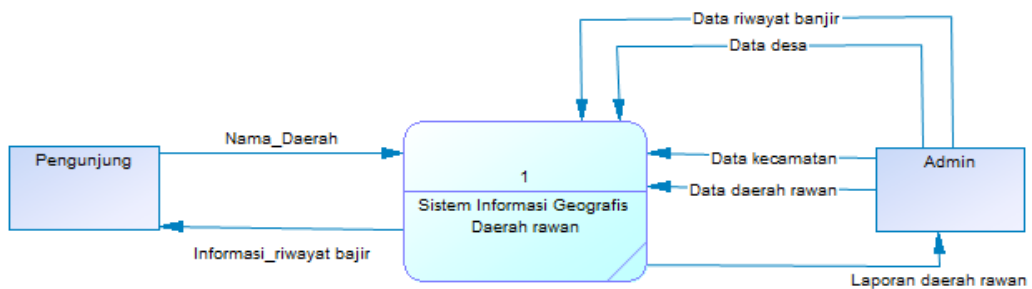 Data riwayat banjir
Data desa
Nama_Daerah
Pengunjung
1
Sistem Informasi Geografis
Daerah rawan
Data kecamatan
Data daerah rawan
Admin
Informasi_riwayat bajir
Laporan daerah rawan